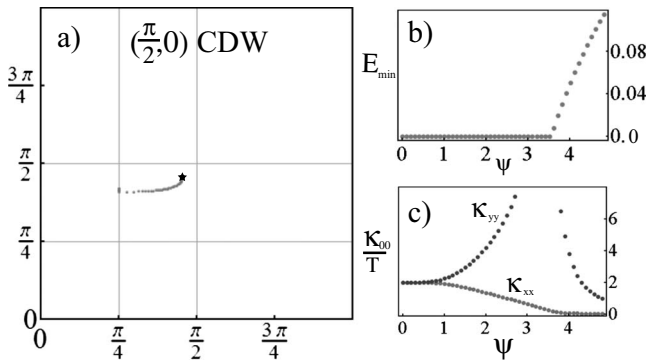 a)
(π/2,0) CDW
3π/4
π/2
π/4
0
0
π/4
π/2
3π/4
b)
E_min
0.08
0.04
0.0
0 1 2 3 4
ψ
c)
κ_yy
κ_xx
κ_00/T
6
4
2
0
0 1 2 3 4
ψ